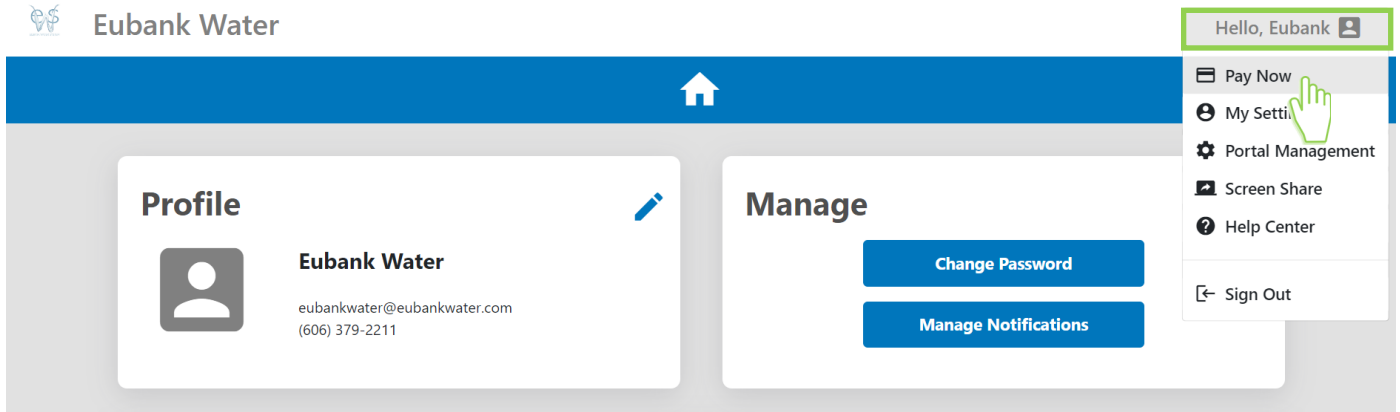 Eubank Water
Hello, Eubank
Pay Now
My Setti
Portal Management
Screen Share
Help Center
Sign Out
Profile
Eubank Water
eubankwater@eubankwater.com
(606) 379-2211
Manage
Change Password
Manage Notifications